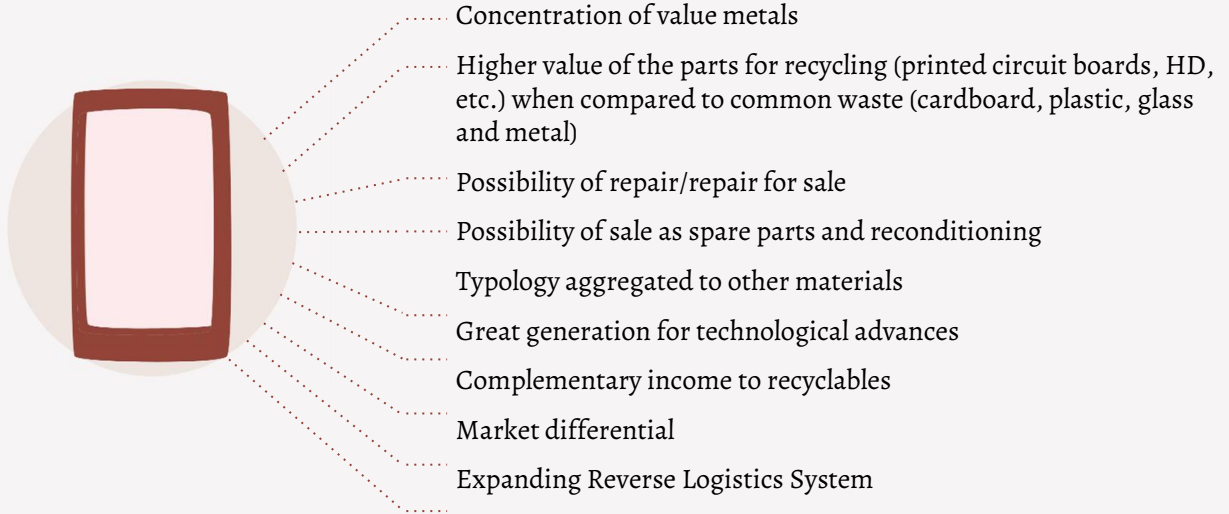 Concentration of value metals
Higher value of the parts for recycling (printed circuit boards, HD,
etc.) when compared to common waste (cardboard, plastic, glass
and metal)
Possibility of repair/repair for sale
Possibility of sale as spare parts and reconditioning
Typology aggregated to other materials
Great generation for technological advances
Complementary income to recyclables
Market differential
Expanding Reverse Logistics System